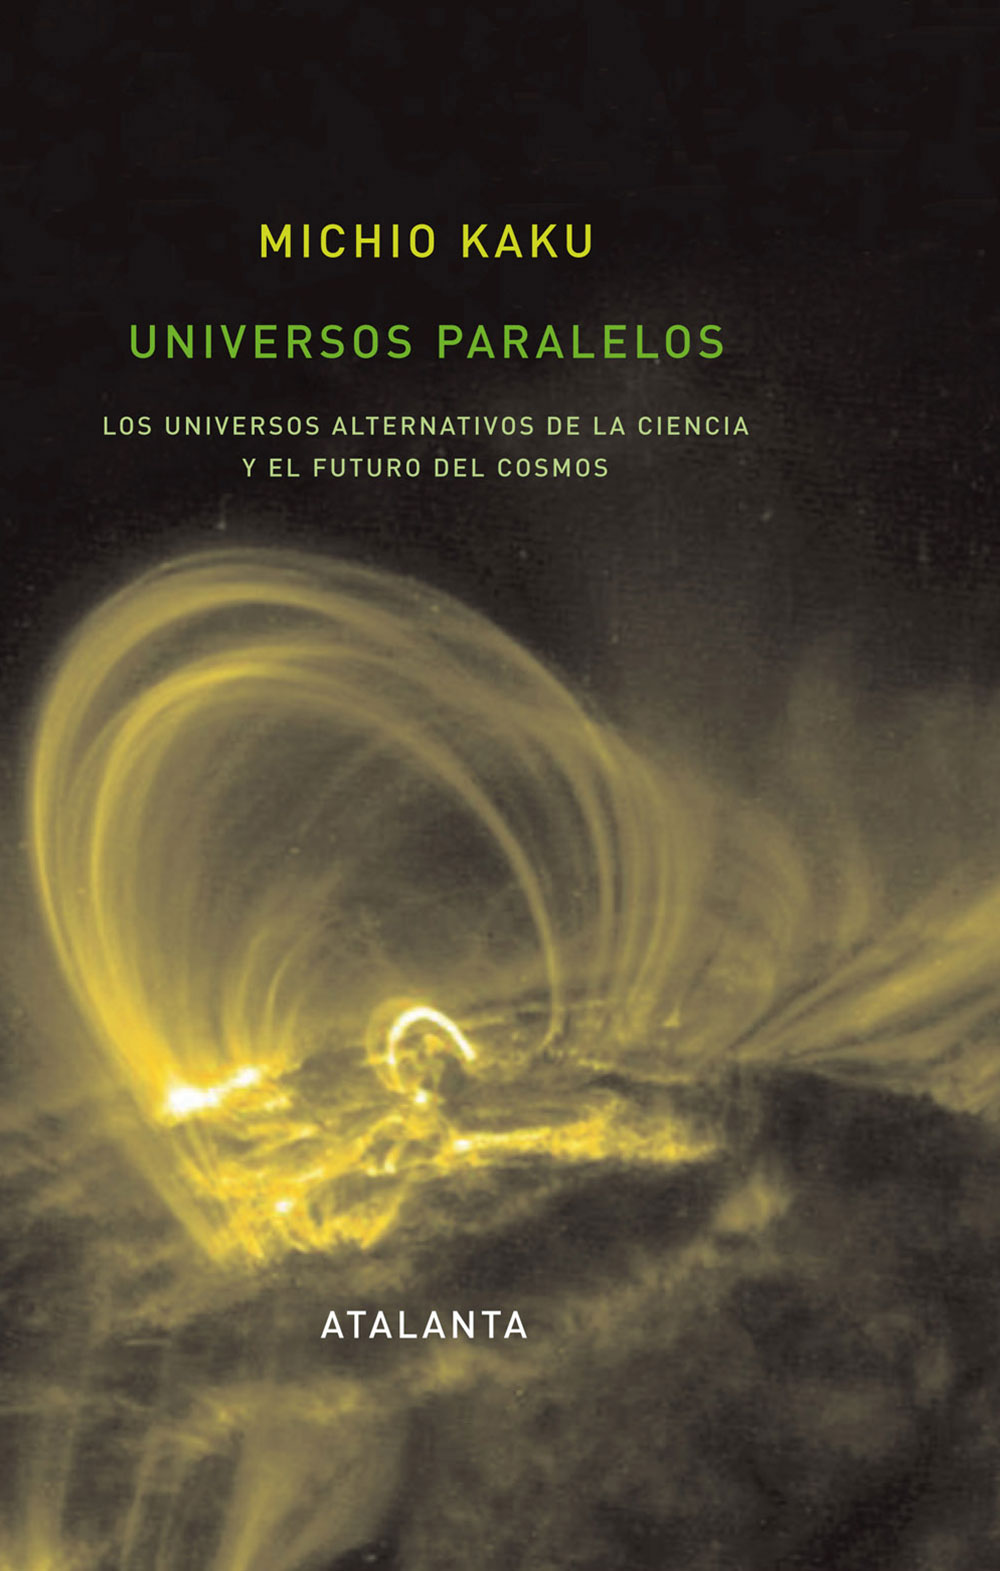 MICHIO KAKU
UNIVERSOS PARALELOS
LOS UNIVERSOS ALTERNATIVOS DE LA CIENCIA
Y EL FUTURO DEL COSMOS
ATALANTA